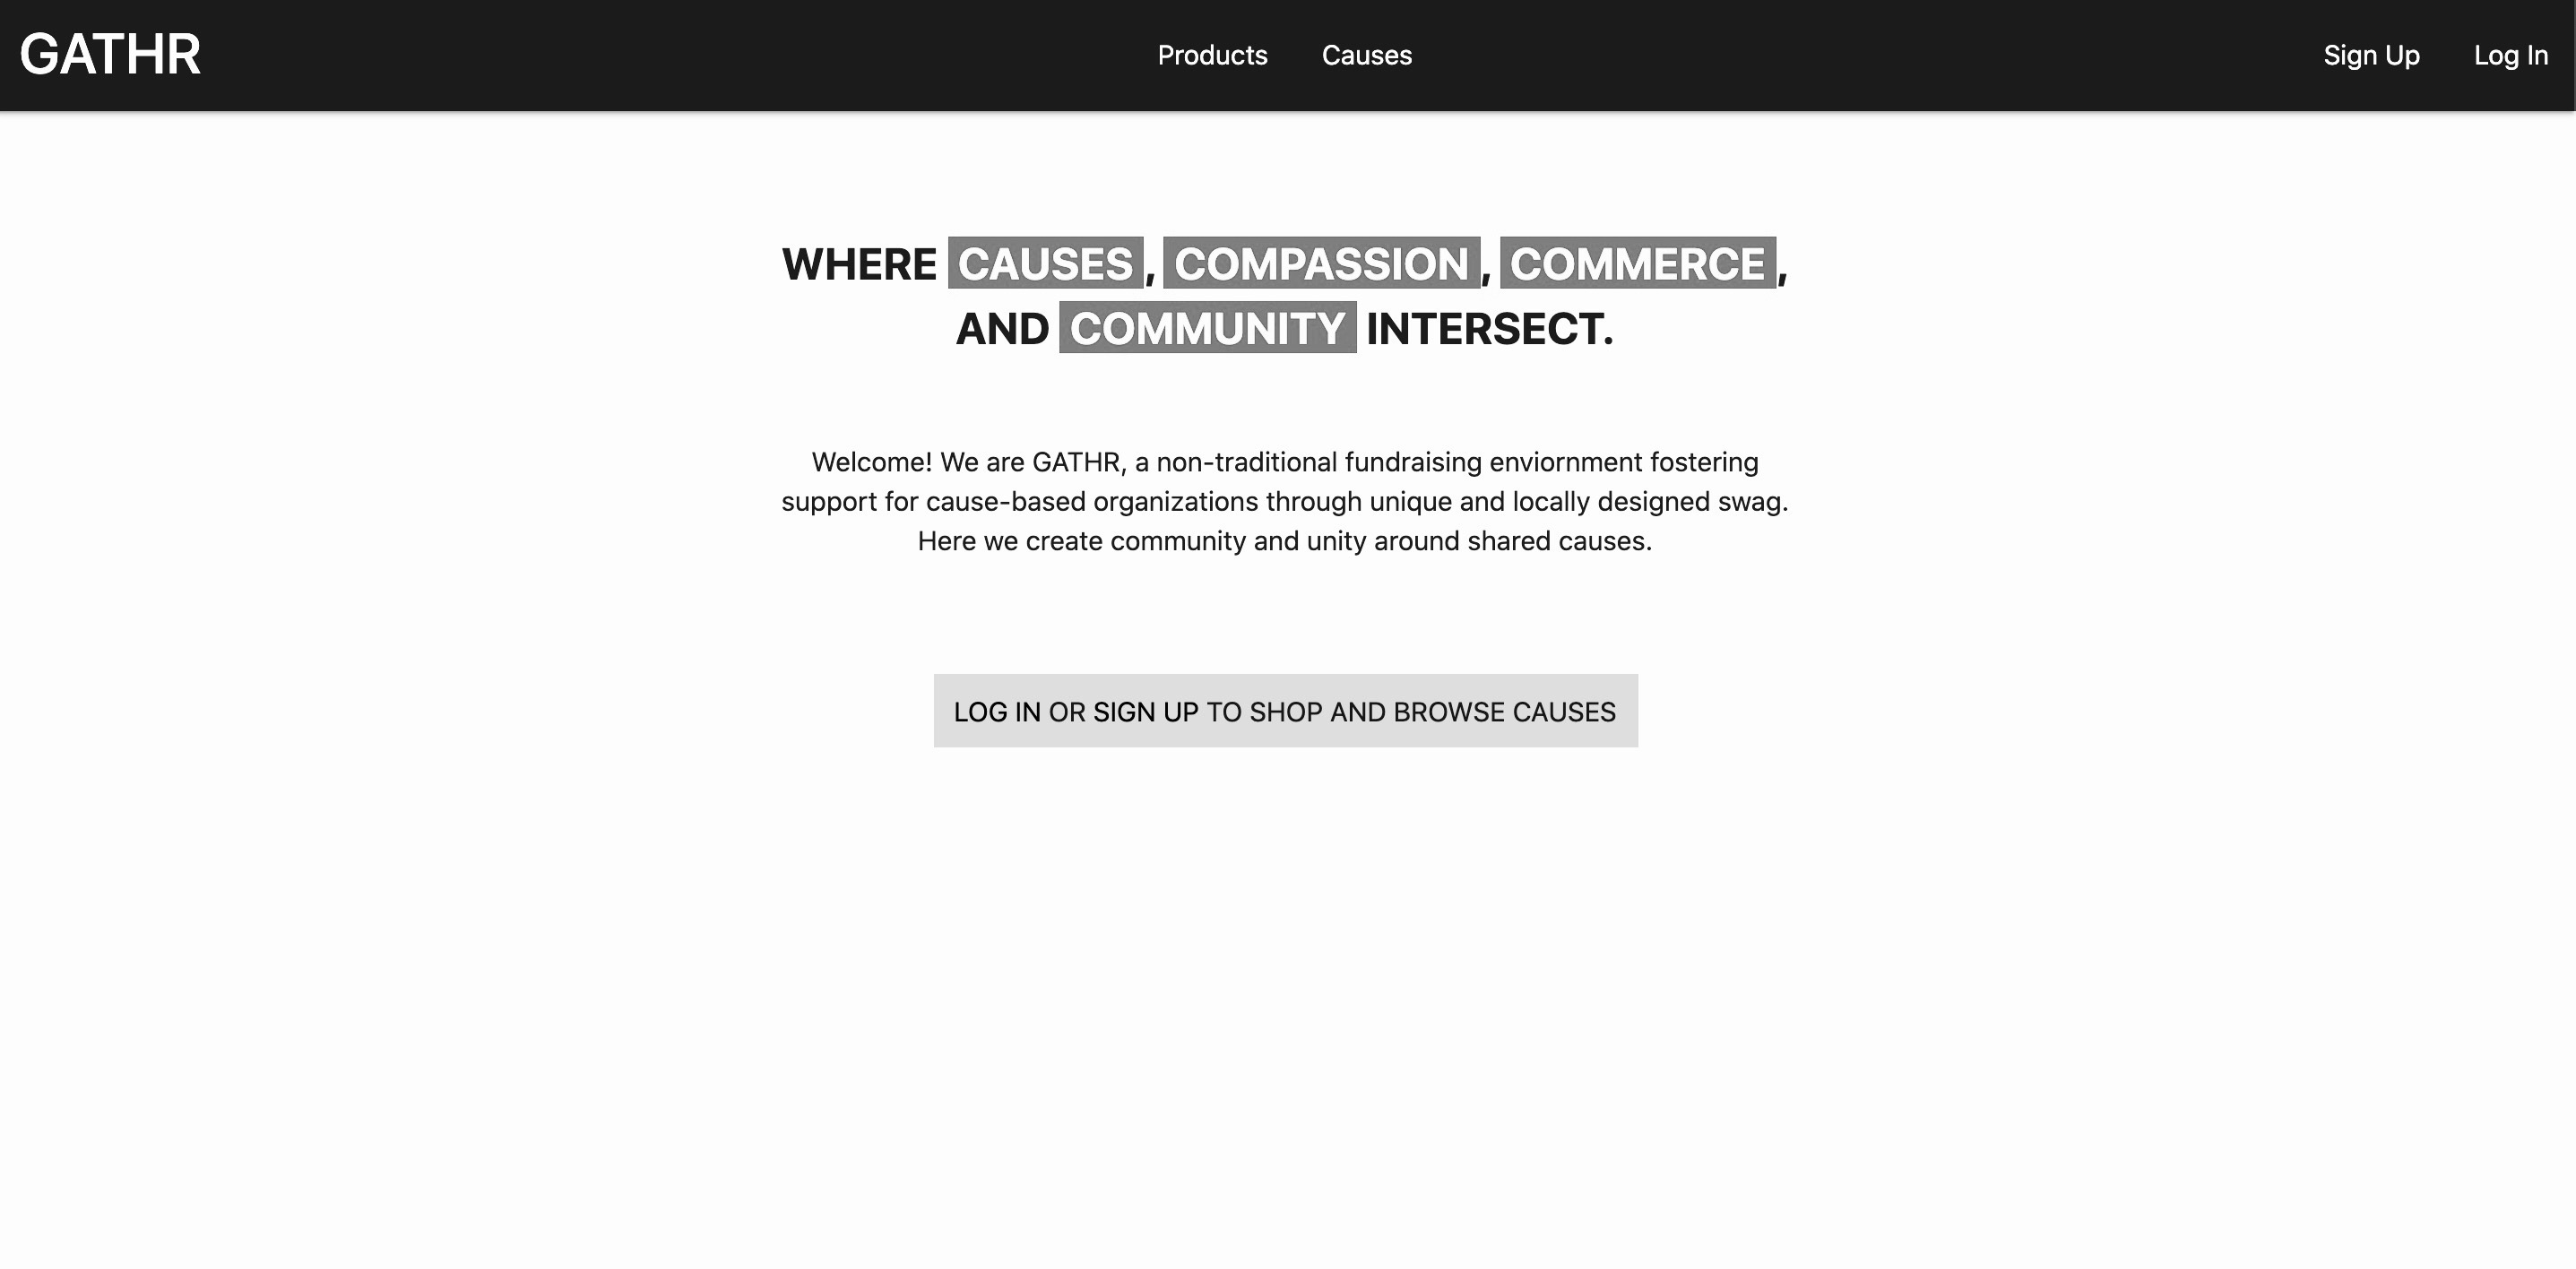 GATHR
Products Causes
Sign Up Log In
WHERE CAUSES, COMPASSION, COMMERCE,
AND COMMUNITY INTERSECT.
Welcome! We are GATHR, a non-traditional fundraising enviornment fostering
support for cause-based organizations through unique and locally designed swag.
Here we create community and unity around shared causes.
LOG IN OR SIGN UP TO SHOP AND BROWSE CAUSES